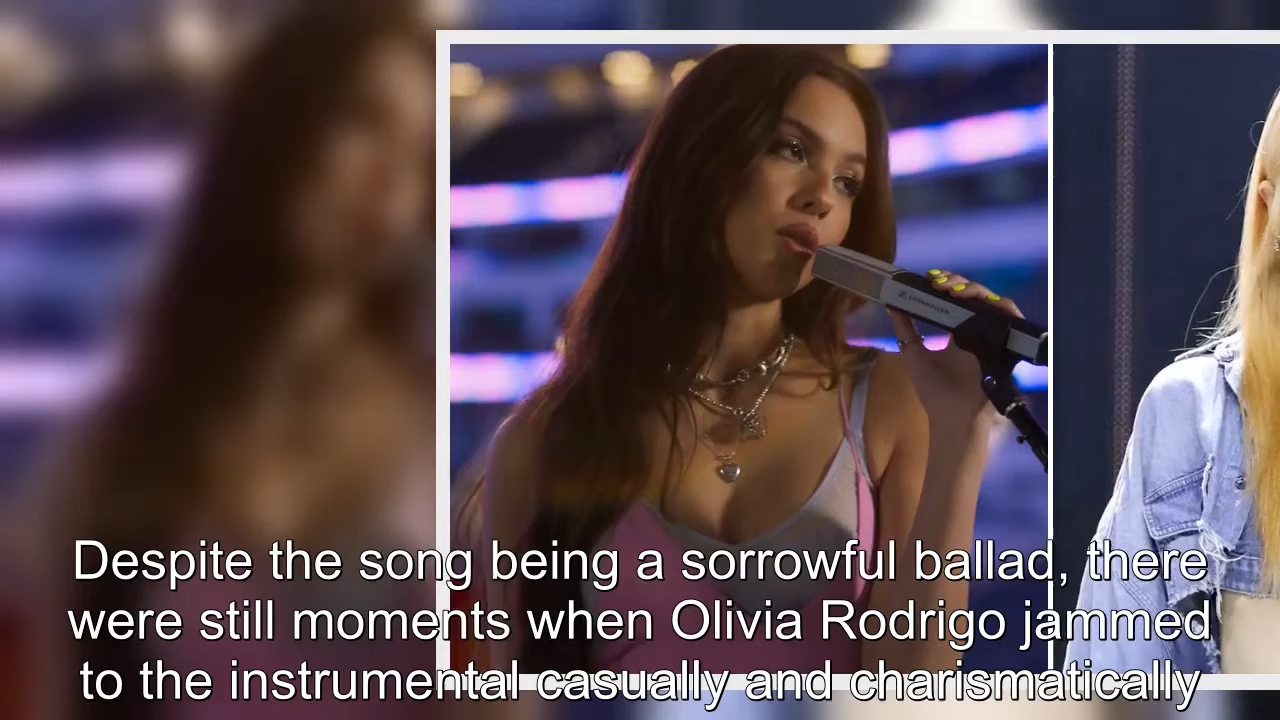 SENNHEISER
Despite the song being a sorrowful ballad, there
were still moments when Olivia Rodrigo jammed
to the instrumental casually and charismatically